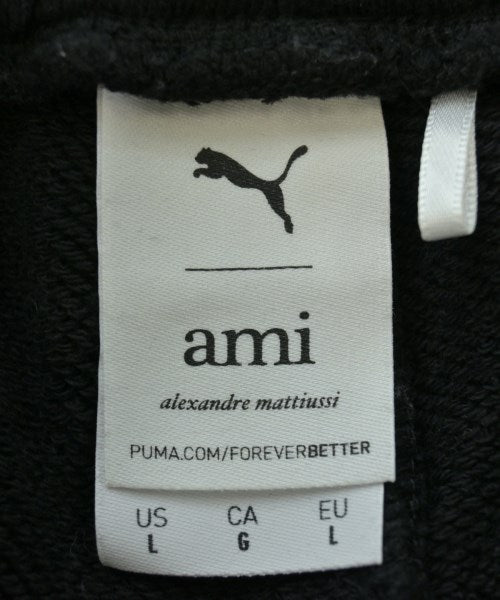 ami
alexandre mattiussi
PUMA.COM/FOREVERBETTER
US CA EU
L G L